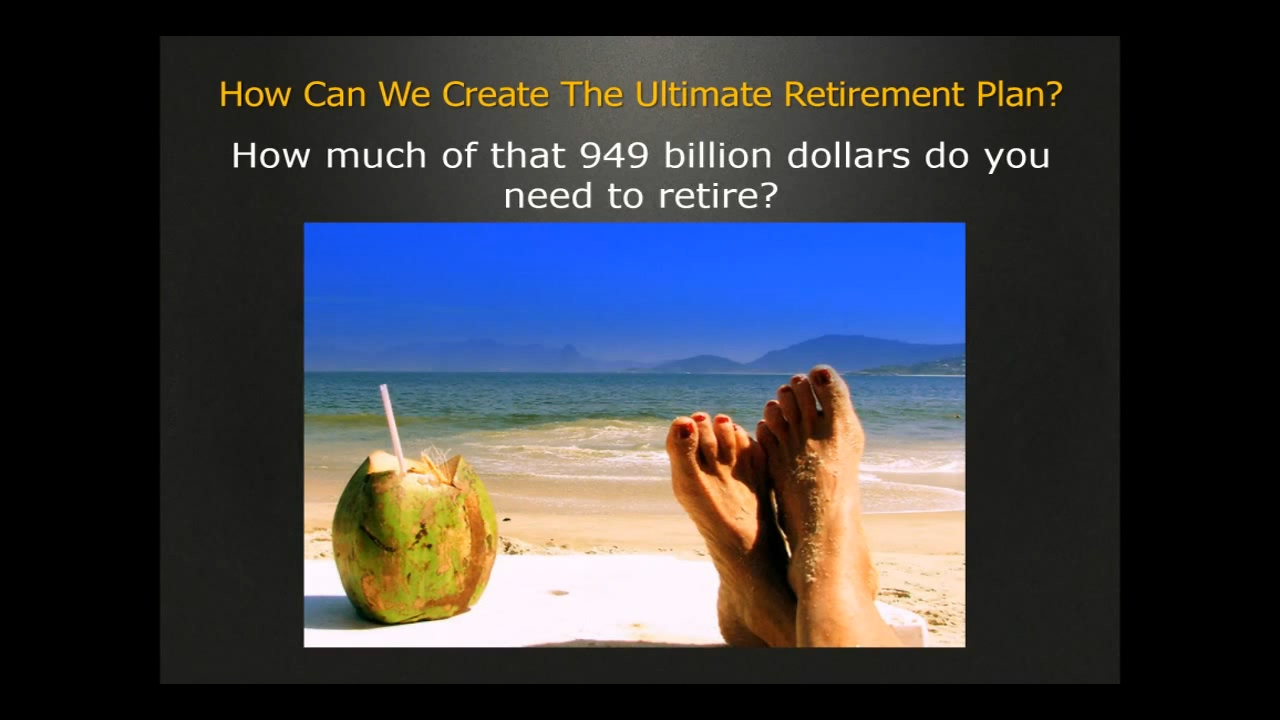 How Can We Create The Ultimate Retirement Plan?
How much of that 949 billion dollars do you
need to retire?